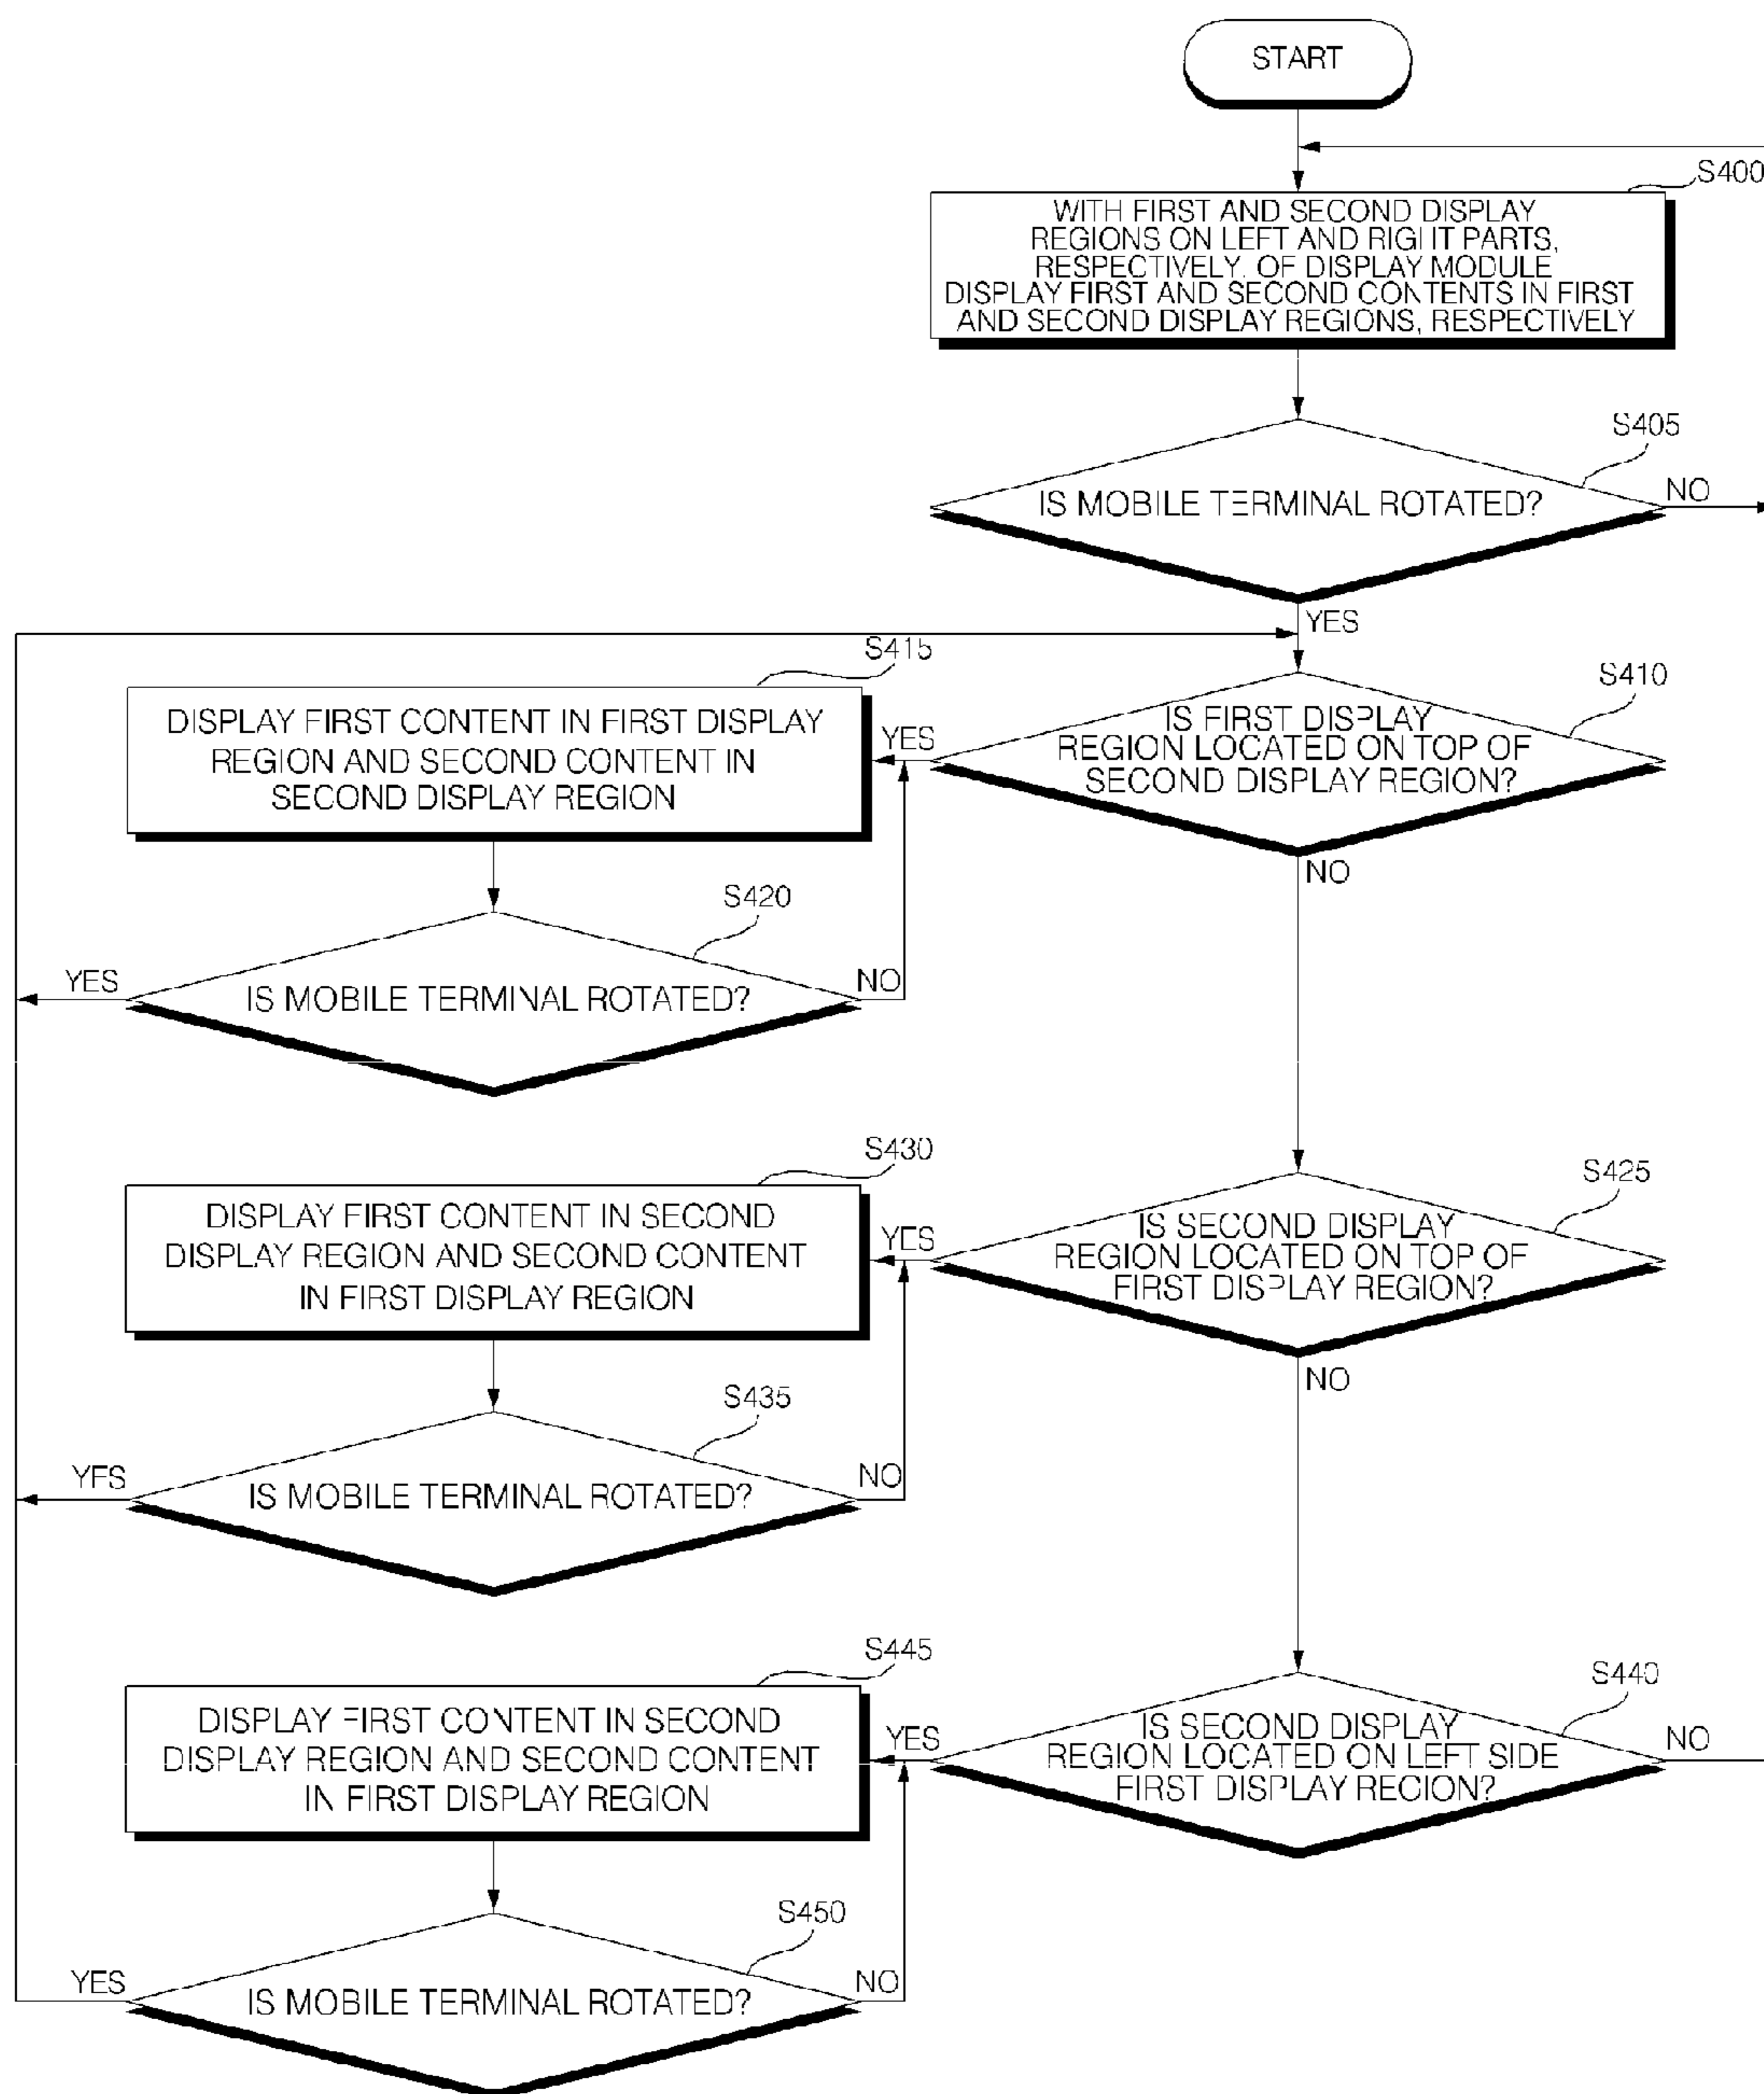 START
S400
WITH FIRST AND SECOND DISPLAY
REGIONS ON LEFT AND RIGHT PARTS,
RESPECTIVELY, OF DISPLAY MODULE
DISPLAY FIRST AND SECOND CONTENTS IN FIRST
AND SECOND DISPLAY REGIONS, RESPECTIVELY
S405
IS MOBILE TERMINAL ROTATED?
NO
YES
S415
DISPLAY FIRST CONTENT IN FIRST DISPLAY
REGION AND SECOND CONTENT IN
SECOND DISPLAY REGION
YES
S410
IS FIRST DISPLAY
REGION LOCATED ON TOP OF
SECOND DISPLAY REGION?
NO
S420
YES
IS MOBILE TERMINAL ROTATED?
NO
S430
DISPLAY FIRST CONTENT IN SECOND
DISPLAY REGION AND SECOND CONTENT
IN FIRST DISPLAY REGION
YES
S425
IS SECOND DISPLAY
REGION LOCATED ON TOP OF
FIRST DISPLAY REGION?
NO
S435
YES
IS MOBILE TERMINAL ROTATED?
NO
S445
DISPLAY FIRST CONTENT IN SECOND
DISPLAY REGION AND SECOND CONTENT
IN FIRST DISPLAY REGION
YES
S440
IS SECOND DISPLAY
REGION LOCATED ON LEFT SIDE
FIRST DISPLAY REGION?
NO
S450
YES
IS MOBILE TERMINAL ROTATED?
NO